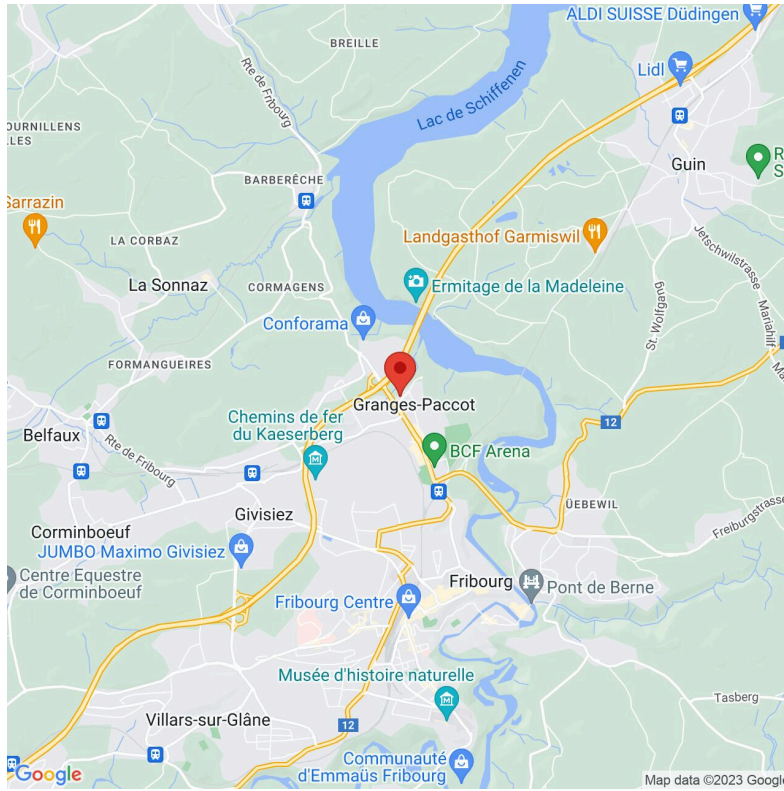 ALDI SUISSE Düdingen
BREILLE
Rte de Fribourg
Lidl
Lac de Schiffenen
OURNILLENS
LLES
Guin
R
S
BARBERÊCHE
Sarrazin
LA CORBAZ
Landgasthof Garmiswil
Jetschwilstrasse
Mariahilf
La Sonnaz
CORMAGENS
Ermitage de la Madeleine
St. Wolfgang
Conforama
FORMANGUEIRES
Ma
Granges-Paccot
Chemins de fer
du Kaeserberg
12
Belfaux
Rte de Fribourg
BCF Arena
ÜEBEWIL
Givisiez
Freiburgstrasse
Corminboeuf
JUMBO Maximo Givisiez
Centre Equestre
de Corminboeuf
Fribourg
Pont de Berne
Fribourg Centre
Musée d'histoire naturelle
Tasberg
Villars-sur-Glâne
12
Communauté
d'Emmaüs Fribourg
Google
Map data ©2023 Google